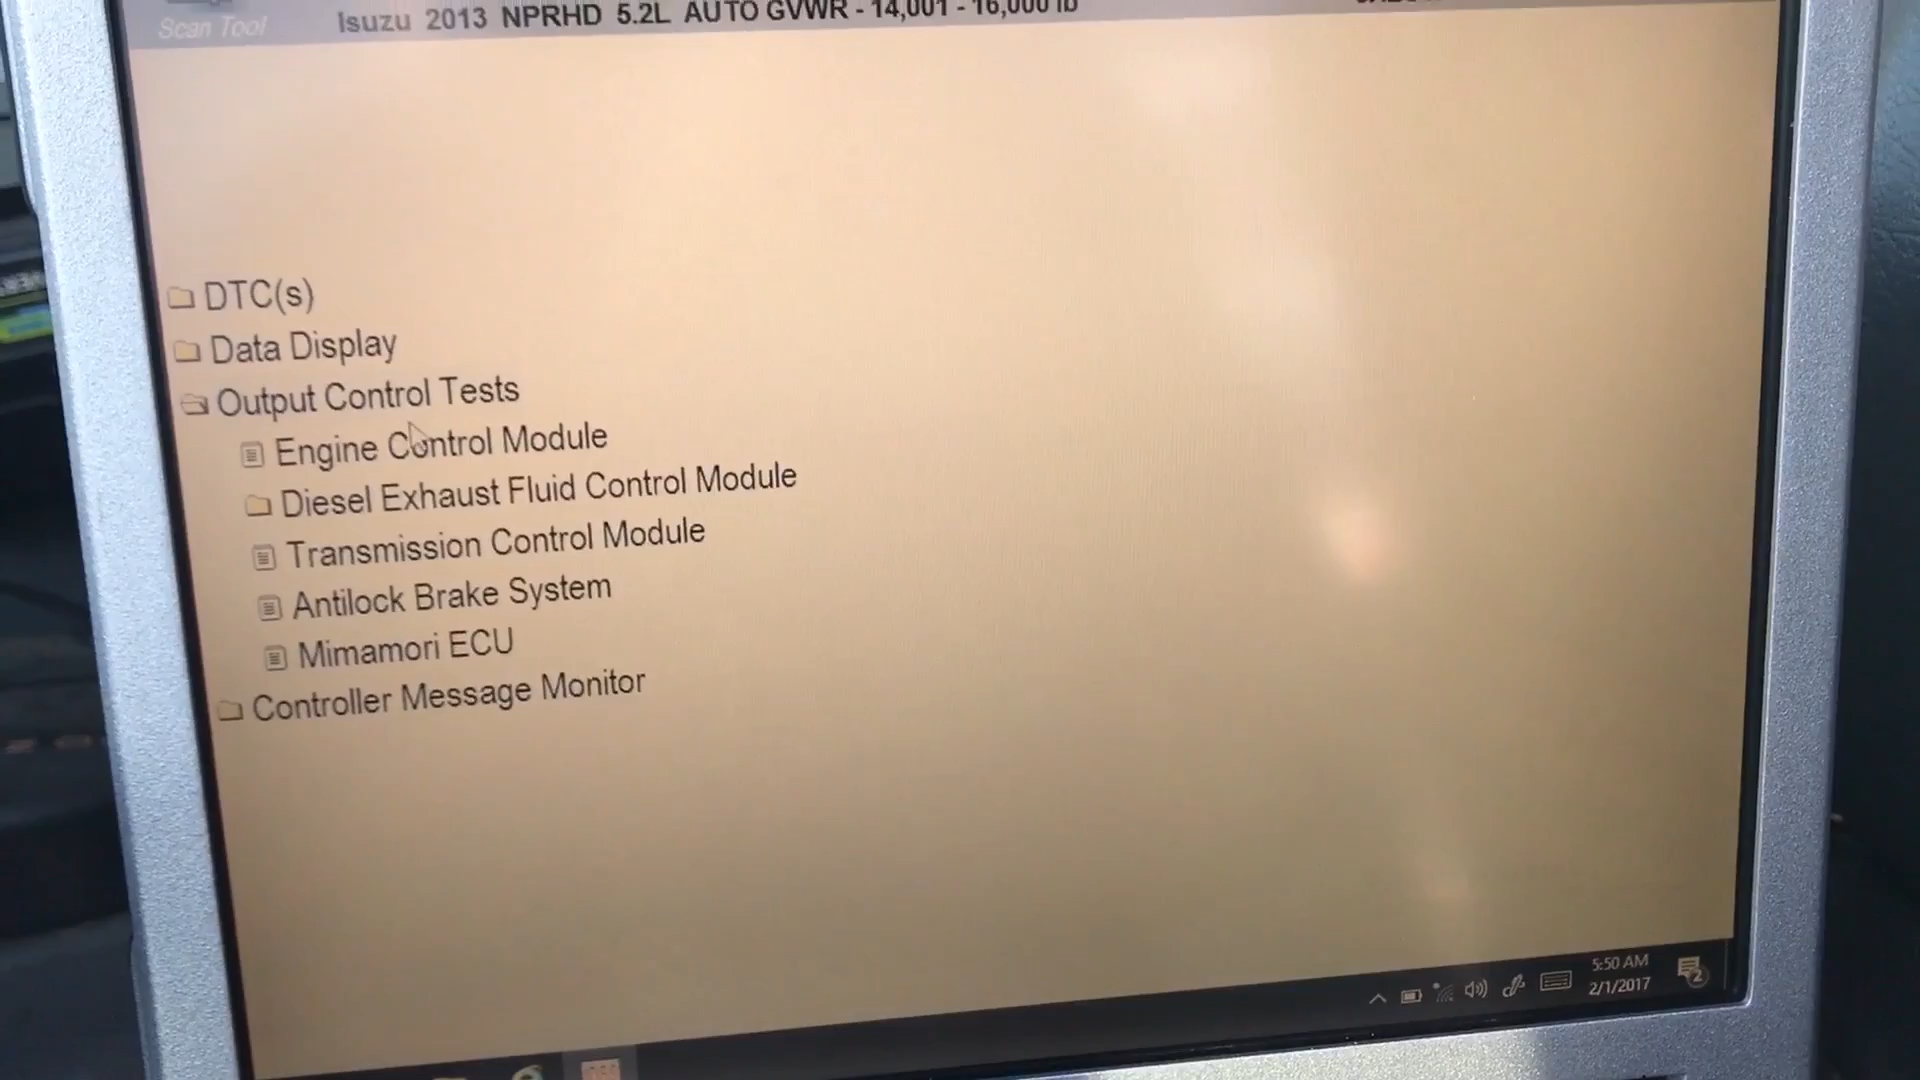 Scan Tool
Isuzu 2013 NPRHD 5.2L AUTO GVWR - 14,001 - 16,000 lb
DTC(s)
Data Display
Output Control Tests
Engine Control Module
Diesel Exhaust Fluid Control Module
Transmission Control Module
Antilock Brake System
Mimamori ECU
Controller Message Monitor
5:50 AM
2/1/2017
2